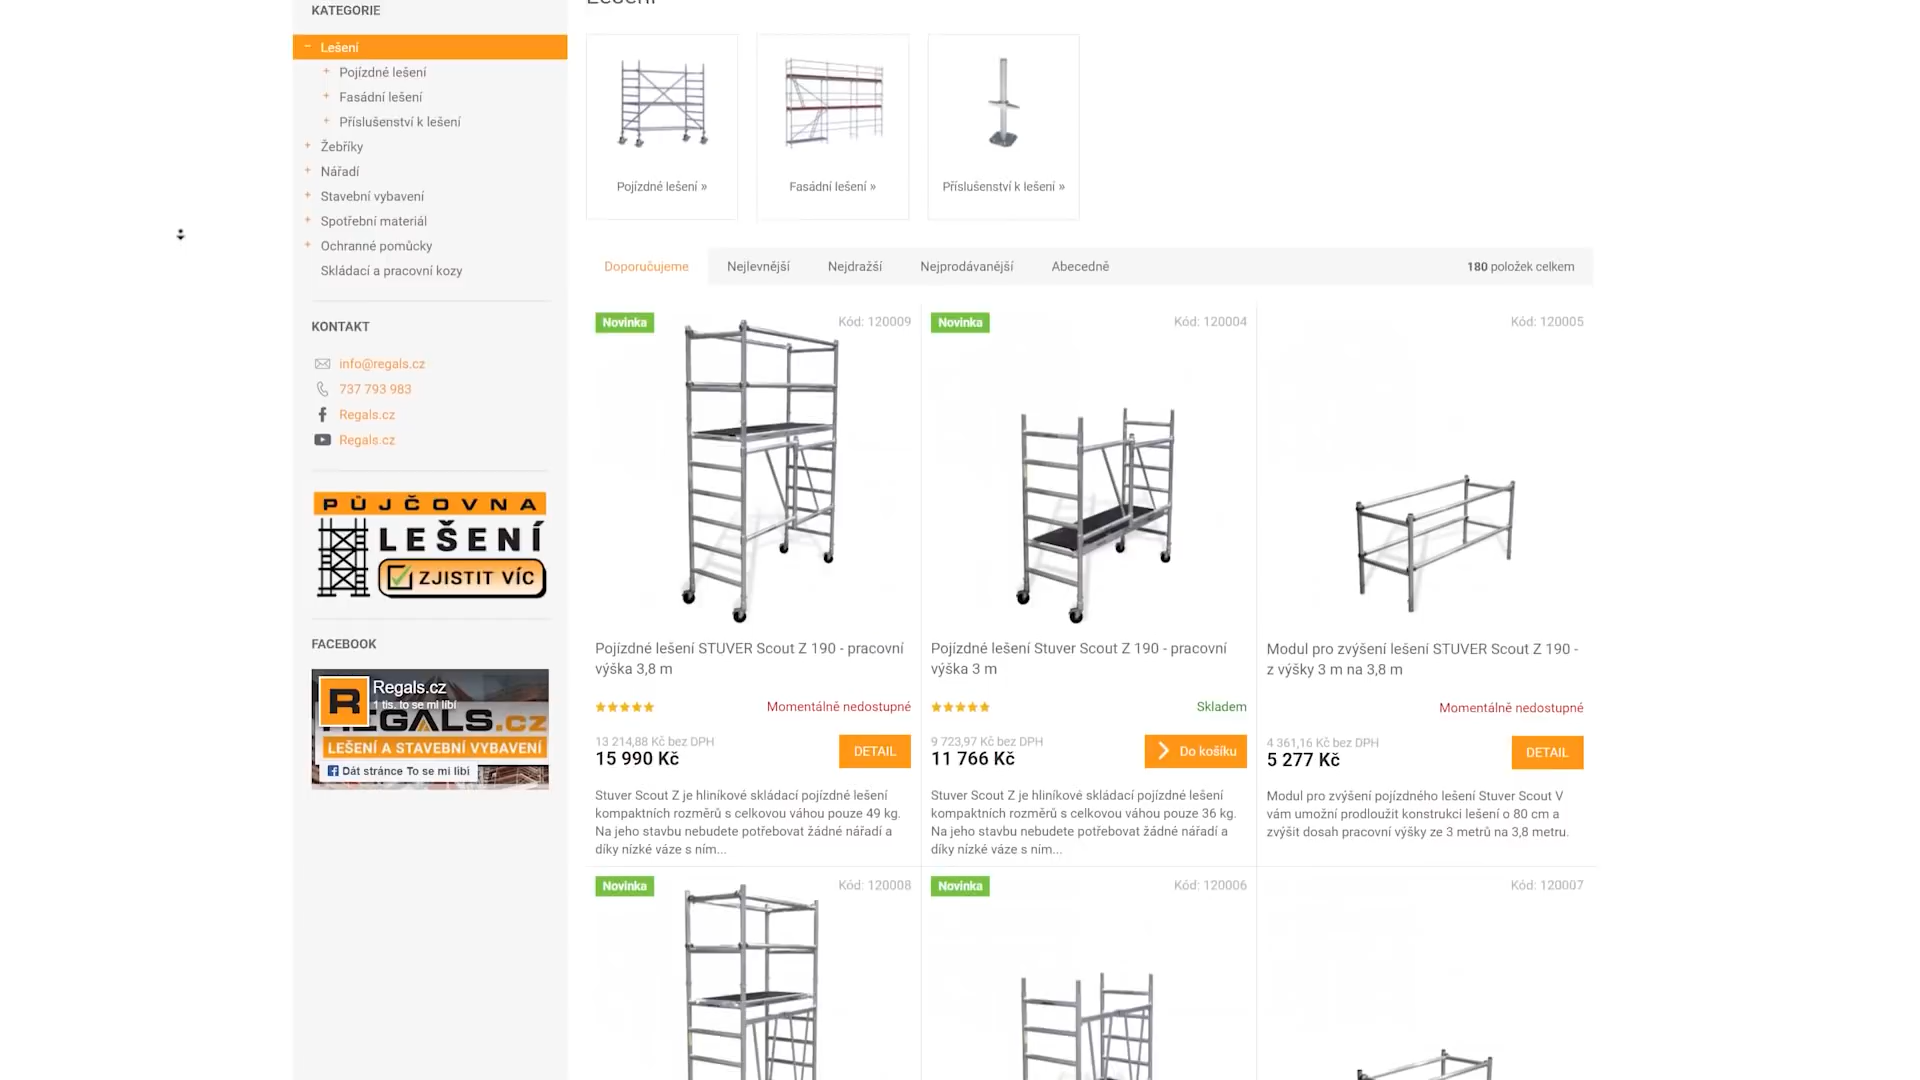 Lešení
KATEGORIE
Lešení
Pojízdné lešení
Fasádní lešení
Příslušenství k lešení
Žebříky
Nářadí
Stavební vybavení
Spotřební materiál
Ochranné pomůcky
Skládací a pracovní kozy
KONTAKT
info@regals.cz
737 793 983
Regals.cz
Regals.cz
PŮJČOVNA
LEŠENÍ
ZJISTIT VÍC
FACEBOOK
Regals.cz
1 tis. to se mi líbí
REGALS.cz
LEŠENÍ A STAVEBNÍ VYBAVENÍ
Dát stránce To se mi líbí
Pojízdné lešení »
Fasádní lešení »
Příslušenství k lešení »
Doporučujeme
Nejlevnější
Nejdražší
Nejprodávanější
Abecedně
180 položek celkem
Novinka
Kód: 120009
Pojízdné lešení STUVER Scout Z 190 - pracovní
výška 3,8 m
Momentálně nedostupné
13 214,88 Kč bez DPH
15 990 Kč
DETAIL
Stuver Scout Z je hliníkové skládací pojízdné lešení
kompaktních rozměrů s celkovou váhou pouze 49 kg.
Na jeho stavbu nebudete potřebovat žádné nářadí a
díky nízké váze s ním...
Novinka
Kód: 120004
Pojízdné lešení Stuver Scout Z 190 - pracovní
výška 3 m
Skladem
9 723,97 Kč bez DPH
11 766 Kč
Do košíku
Stuver Scout Z je hliníkové skládací pojízdné lešení
kompaktních rozměrů s celkovou váhou pouze 36 kg.
Na jeho stavbu nebudete potřebovat žádné nářadí a
díky nízké váze s ním...
Kód: 120005
Modul pro zvýšení lešení STUVER Scout Z 190 -
z výšky 3 m na 3,8 m
Momentálně nedostupné
4 361,16 Kč bez DPH
5 277 Kč
DETAIL
Modul pro zvýšení pojízdného lešení Stuver Scout V
vám umožní prodloužit konstrukci lešení o 80 cm a
zvýšit dosah pracovní výšky ze 3 metrů na 3,8 metru.
Novinka
Kód: 120008
Novinka
Kód: 120006
Kód: 120007